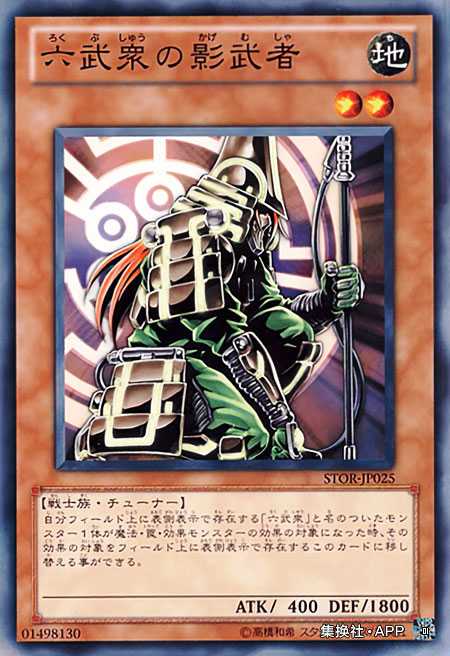 ろくぶしゅう かげむしゃ
六武衆の影武者
地
STOR-JP025
【戦士族・チューナー】
自分フィールド上に表側表示で存在する「六武衆」と名のついたモン
スター1体が魔法・罠・効果モンスターの効果の対象になった時、その
効果の対象をフィールド上に表側表示で存在するこのカードに移し
替える事ができる。
ATK/ 400 DEF/1800
01498130
©高橋和希 スタ
集換社・APP